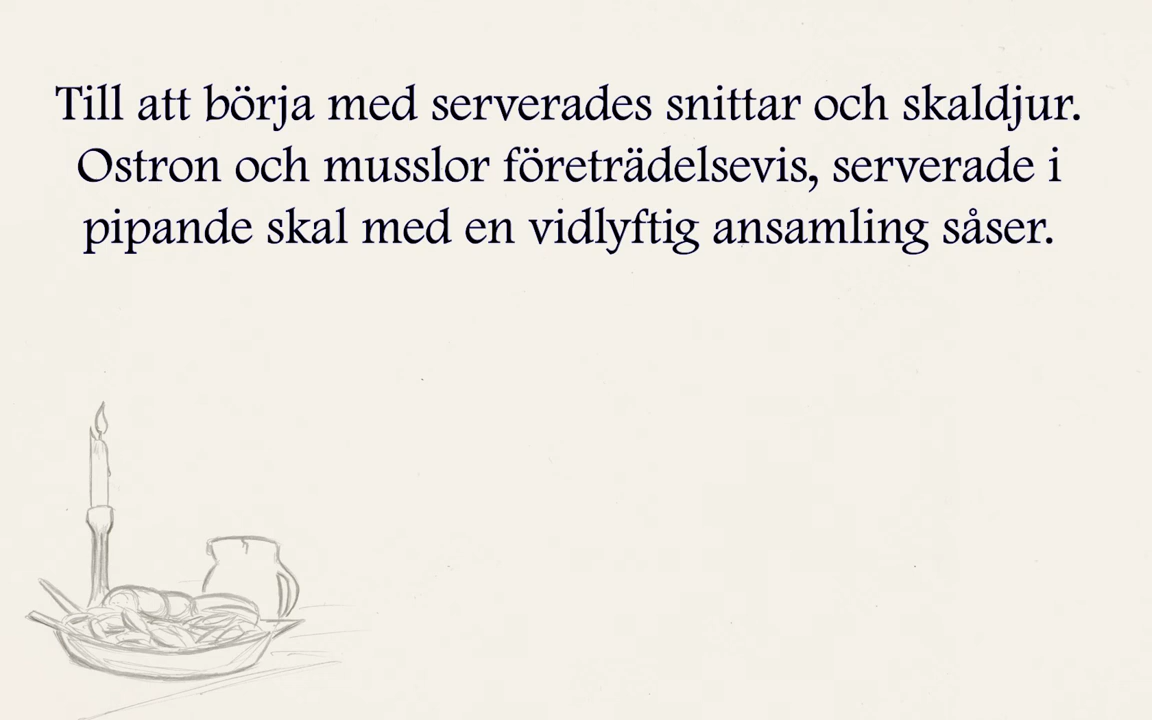 Till att börja med serverades snittar och skaldjur.
Ostron och musslor företrädelsevis, serverade i
pipande skal med en vidlyftig ansamling såser.